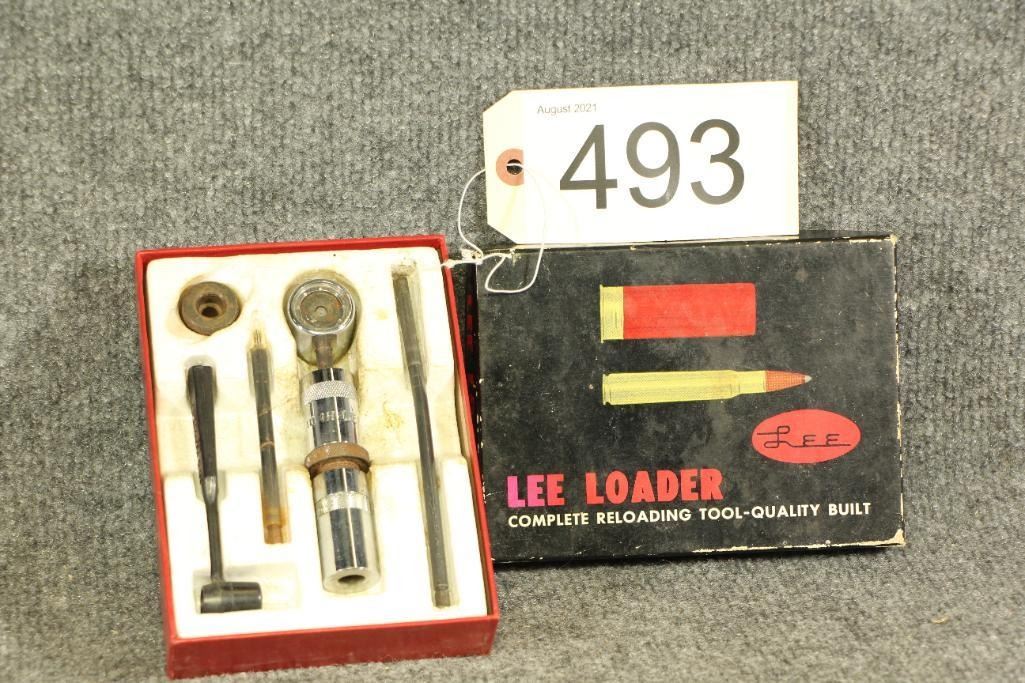 August 2021
493
LEE
LEE LOADER
COMPLETE RELOADING TOOL-QUALITY BUILT